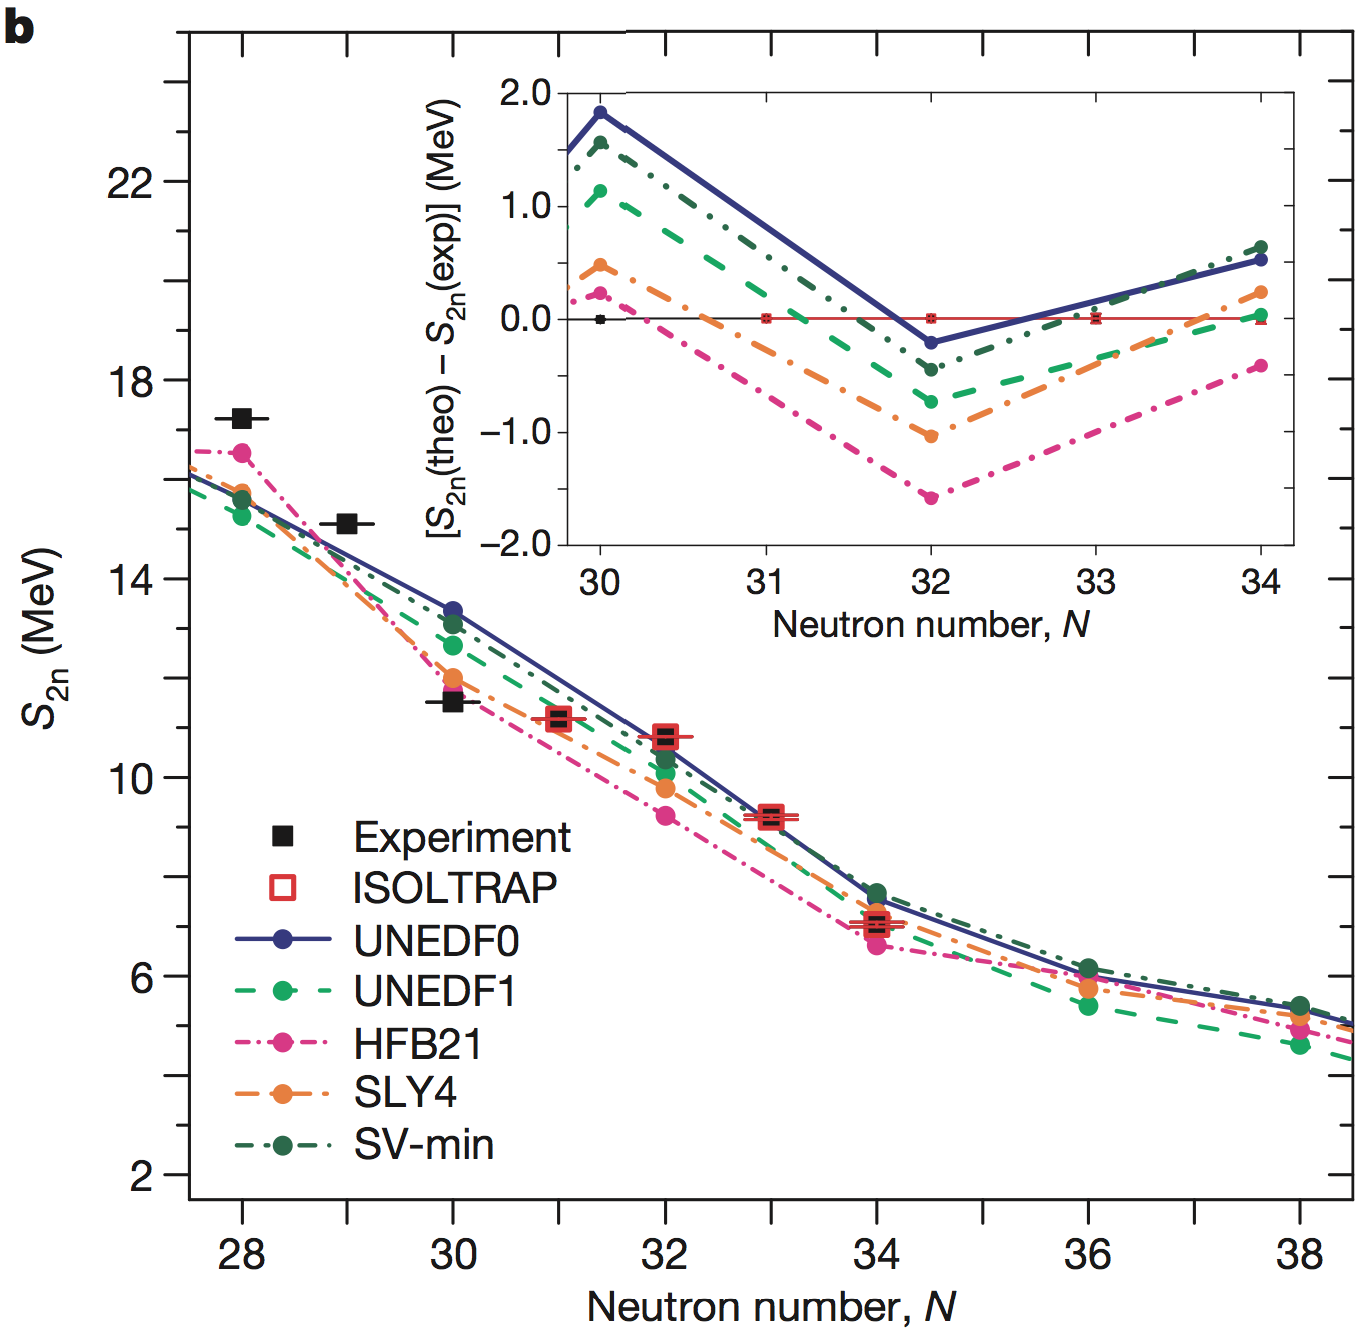 b
[S2n(theo) – S2n(exp)] (MeV)
2.0
1.0
0.0
−1.0
−2.0
30 31 32 33 34
Neutron number, N
S2n (MeV)
22
18
14
10
6
2
Experiment
ISOLTRAP
UNEDF0
UNEDF1
HFB21
SLY4
SV-min
28 30 32 34 36 38
Neutron number, N